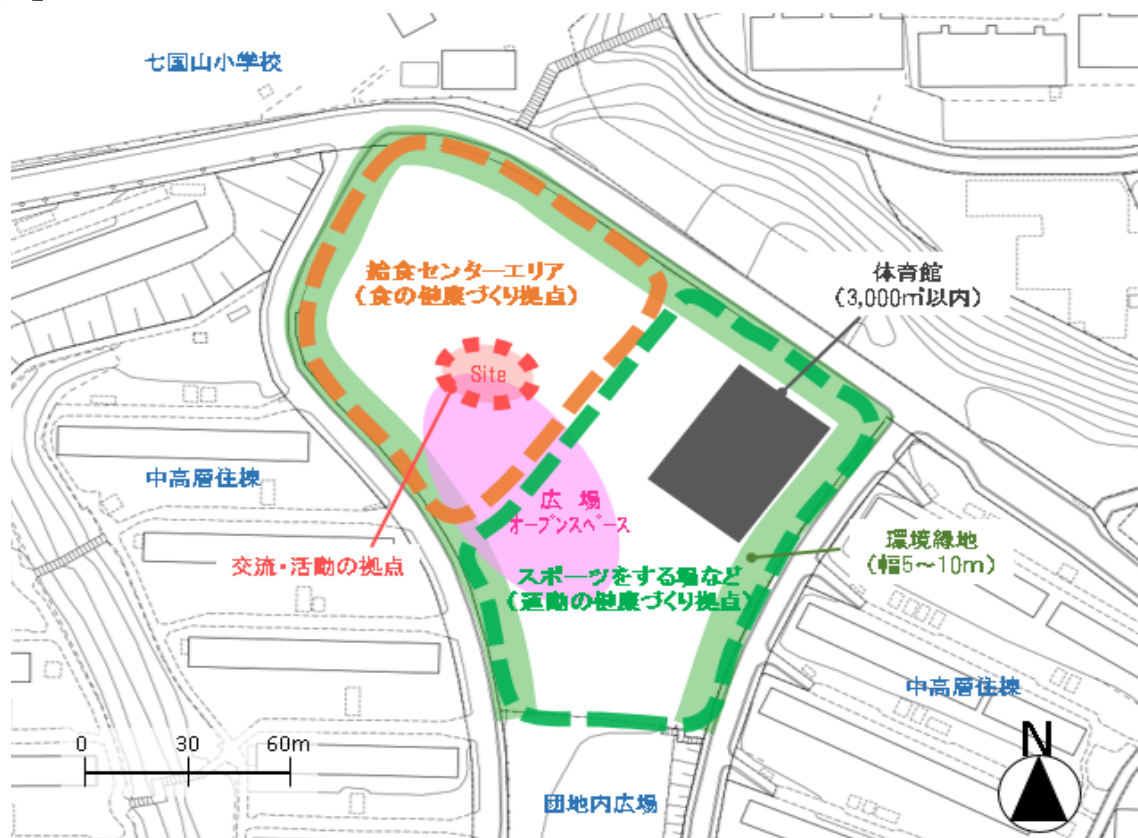 七国山小学校
給食センターエリア
（食の健康づくり拠点）
体育館
（3,000㎡以内）
Site
中高層住棟
広 場
オープンスペース
環境緑地
（幅5～10m）
交流・活動の拠点
スポーツをする場など
（運動の健康づくり拠点）
中高層住棟
0 30 60m
N
団地内広場